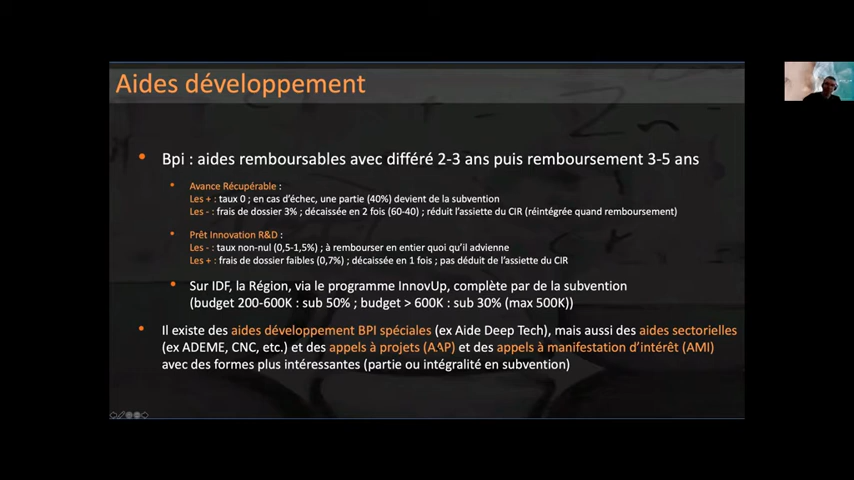 Aides développement
• Bpi : aides remboursables avec différé 2-3 ans puis remboursement 3-5 ans
• Avance Récupérable :
Les + : taux 0 ; en cas d'échec, une partie (40%) devient de la subvention
Les - : frais de dossier 3% ; décaissée en 2 fois (60-40) ; réduit l'assiette du CIR (réintégrée quand remboursement)
• Prêt Innovation R&D :
Les - : taux non-nul (0,5-1,5%) ; à rembourser en entier quoi qu'il advienne
Les + : frais de dossier faibles (0,7%) ; décaissée en 1 fois ; pas déduit de l'assiette du CIR
• Sur IDF, la Région, via le programme InnovUp, complète par de la subvention
(budget 200-600K : sub 50% ; budget > 600K : sub 30% (max 500K))
• Il existe des aides développement BPI spéciales (ex Aide Deep Tech), mais aussi des aides sectorielles
(ex ADEME, CNC, etc.) et des appels à projets (AAP) et des appels à manifestation d'intérêt (AMI)
avec des formes plus intéressantes (partie ou intégralité en subvention)